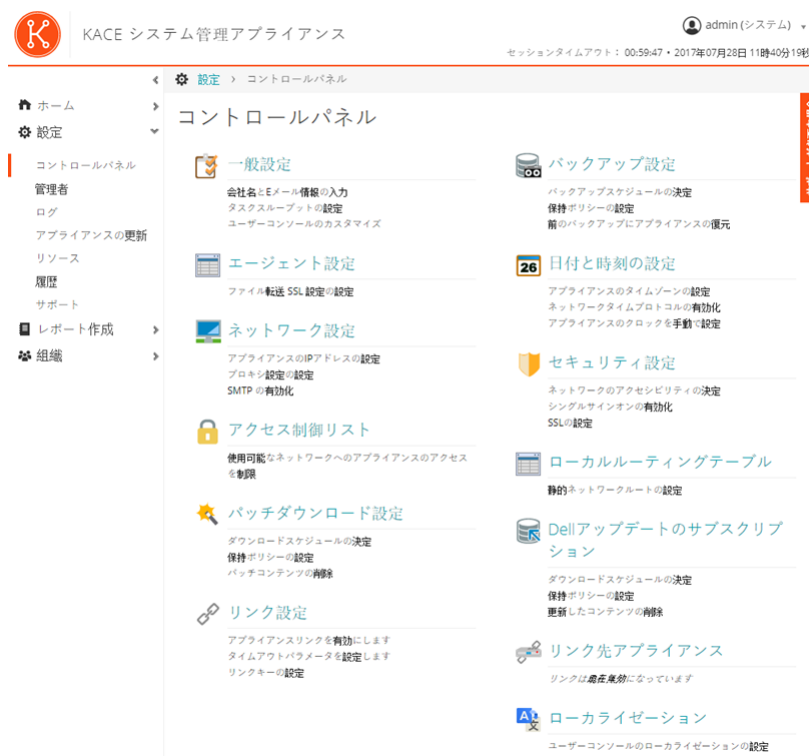 KACE システム管理アプライアンス
admin (システム)
セッションタイムアウト： 00:59:47 • 2017年07月28日 11時40分19秒
設定 › コントロールパネル
ホーム
設定
コントロールパネル
管理者
ログ
アプライアンスの更新
リソース
履歴
サポート
レポート作成
組織
コントロールパネル
一般設定
会社名とEメール情報の入力
タスクスループットの設定
ユーザーコンソールのカスタマイズ
エージェント設定
ファイル転送 SSL 設定の設定
ネットワーク設定
アプライアンスのIPアドレスの設定
プロキシ設定の設定
SMTP の有効化
アクセス制御リスト
使用可能なネットワークへのアプライアンスのアクセス
を制限
パッチダウンロード設定
ダウンロードスケジュールの決定
保持ポリシーの設定
パッチコンテンツの削除
リンク設定
アプライアンスリンクを有効にします
タイムアウトパラメータを設定します
リンクキーの設定
バックアップ設定
バックアップスケジュールの決定
保持ポリシーの設定
前のバックアップにアプライアンスの復元
26
日付と時刻の設定
アプライアンスのタイムゾーンの設定
ネットワークタイムプロトコルの有効化
アプライアンスのクロックを手動で設定
セキュリティ設定
ネットワークのアクセシビリティの決定
シングルサインオンの有効化
SSLの設定
ローカルルーティングテーブル
静的ネットワークルートの設定
Dellアップデートのサブスクリプ
ション
ダウンロードスケジュールの決定
保持ポリシーの設定
更新したコンテンツの削除
リンク先アプライアンス
リンクは現在無効になっています
ローカライゼーション
ユーザーコンソールのローカライゼーションの設定